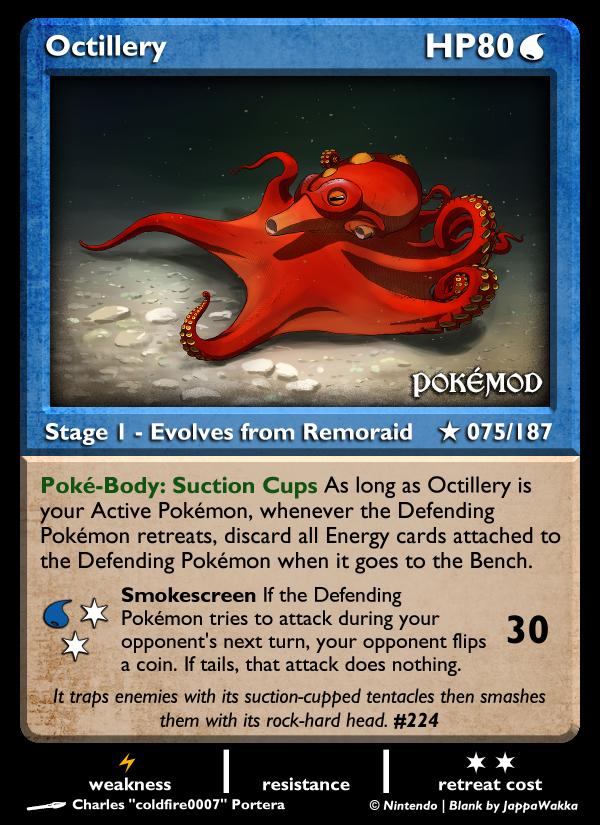 Octillery HP80
POKÉMOD
Stage 1 - Evolves from Remoraid ★ 075/187
Poké-Body: Suction Cups As long as Octillery is
your Active Pokémon, whenever the Defending
Pokémon retreats, discard all Energy cards attached to
the Defending Pokémon when it goes to the Bench.
Smokescreen If the Defending
Pokémon tries to attack during your
opponent's next turn, your opponent flips
a coin. If tails, that attack does nothing.
30
It traps enemies with its suction-cupped tentacles then smashes
them with its rock-hard head. #224
weakness resistance retreat cost
Charles "coldfire0007" Portera © Nintendo | Blank by JappaWakka